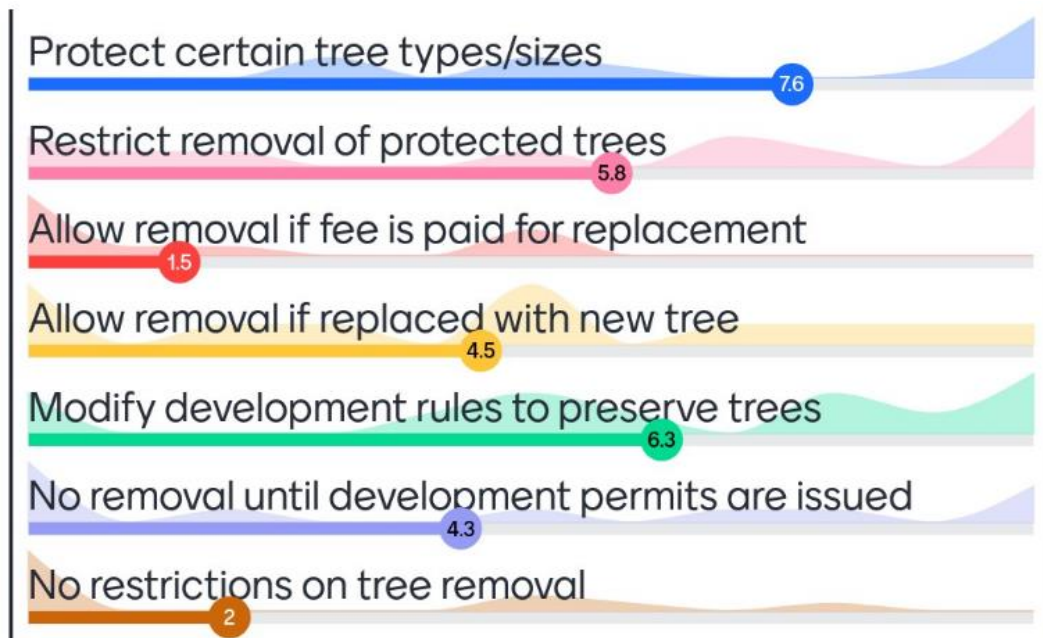 Protect certain tree types/sizes
7.6
Restrict removal of protected trees
5.8
Allow removal if fee is paid for replacement
1.5
Allow removal if replaced with new tree
4.5
Modify development rules to preserve trees
6.3
No removal until development permits are issued
4.3
No restrictions on tree removal
2